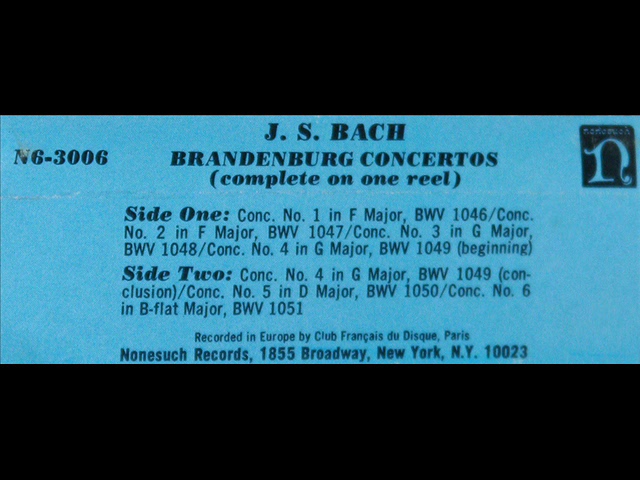 J. S. BACH
nonesuch
n
N6-3006
BRANDENBURG CONCERTOS
(complete on one reel)
Side One: Conc. No. 1 in F Major, BWV 1046/Conc.
No. 2 in F Major, BWV 1047/Conc. No. 3 in G Major,
BWV 1048/Conc. No. 4 in G Major, BWV 1049 (beginning)
Side Two: Conc. No. 4 in G Major, BWV 1049 (con-
clusion)/Conc. No. 5 in D Major, BWV 1050/Conc. No. 6
in B-flat Major, BWV 1051
Recorded in Europe by Club Français du Disque, Paris
Nonesuch Records, 1855 Broadway, New York, N.Y. 10023